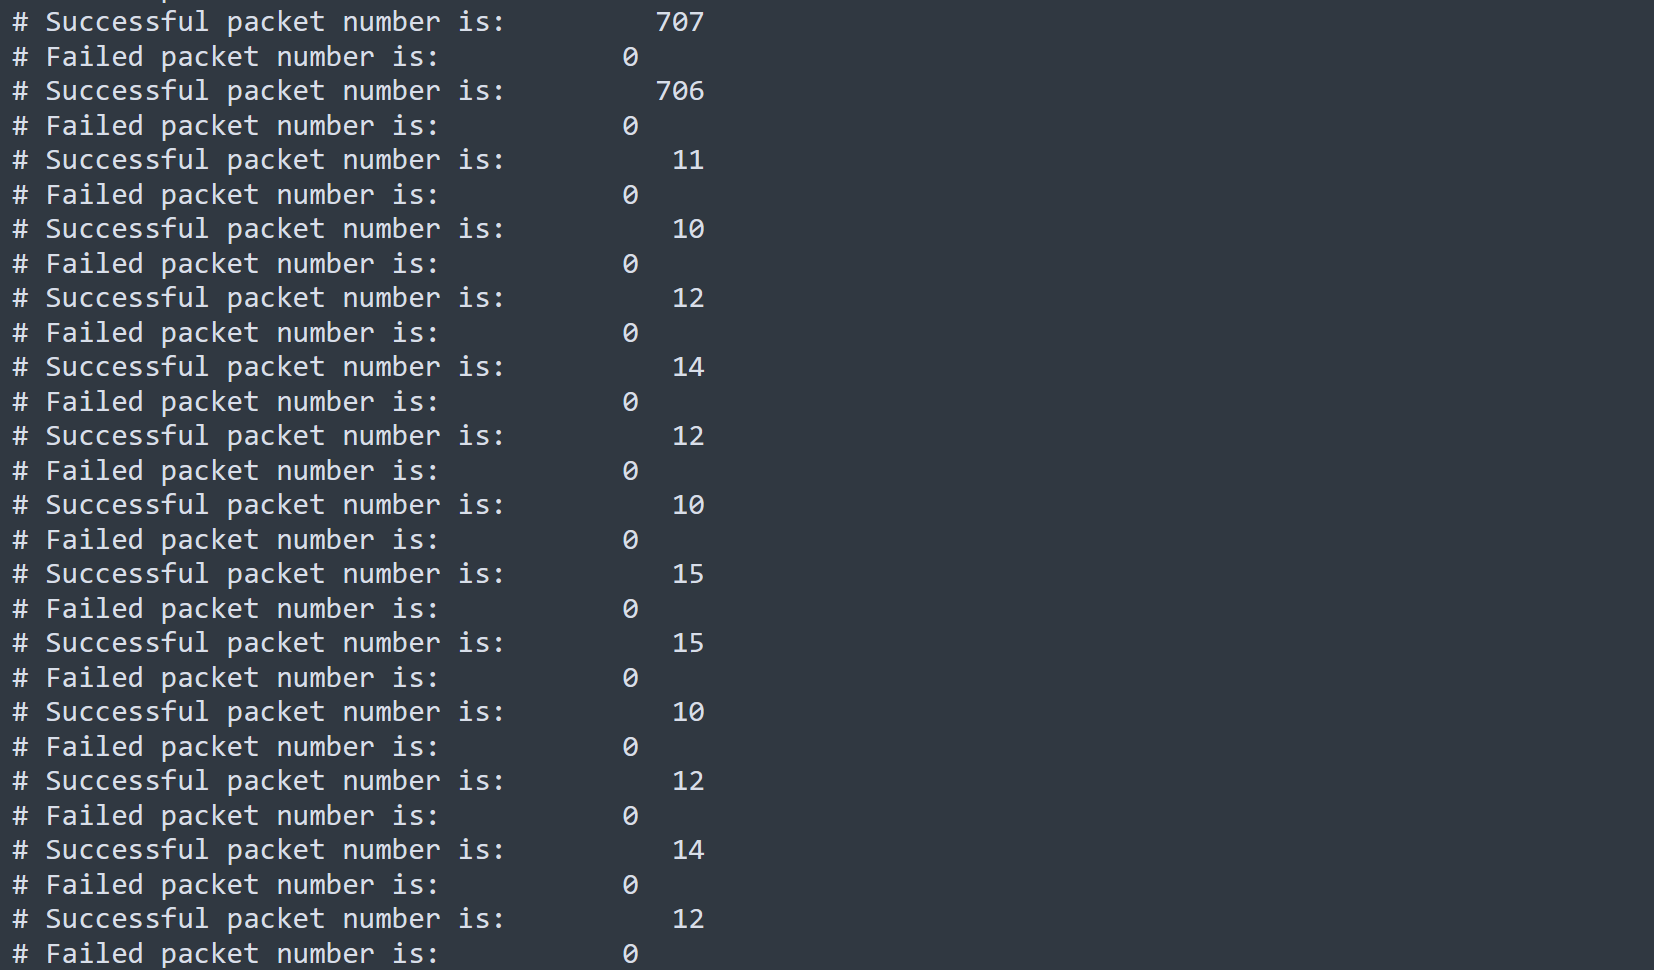 # Successful packet number is:         707
# Failed packet number is:           0
# Successful packet number is:         706
# Failed packet number is:           0
# Successful packet number is:          11
# Failed packet number is:           0
# Successful packet number is:          10
# Failed packet number is:           0
# Successful packet number is:          12
# Failed packet number is:           0
# Successful packet number is:          14
# Failed packet number is:           0
# Successful packet number is:          12
# Failed packet number is:           0
# Successful packet number is:          10
# Failed packet number is:           0
# Successful packet number is:          15
# Failed packet number is:           0
# Successful packet number is:          15
# Failed packet number is:           0
# Successful packet number is:          10
# Failed packet number is:           0
# Successful packet number is:          12
# Failed packet number is:           0
# Successful packet number is:          14
# Failed packet number is:           0
# Successful packet number is:          12
# Failed packet number is:           0